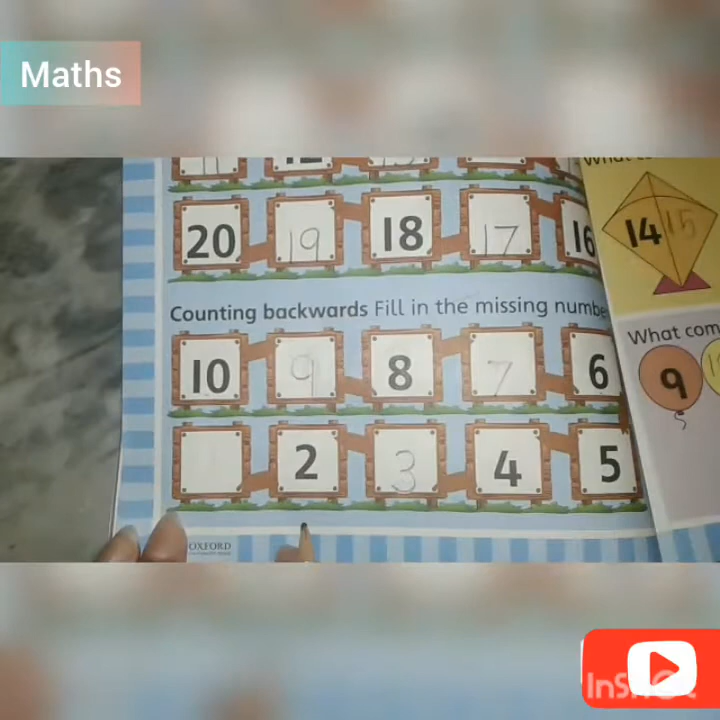 Maths
What
20 19 18 17 16
14 15
Counting backwards Fill in the missing numbe
What com
10 9 8 7 6
9
2 3 4 5
OXFORD
InShot